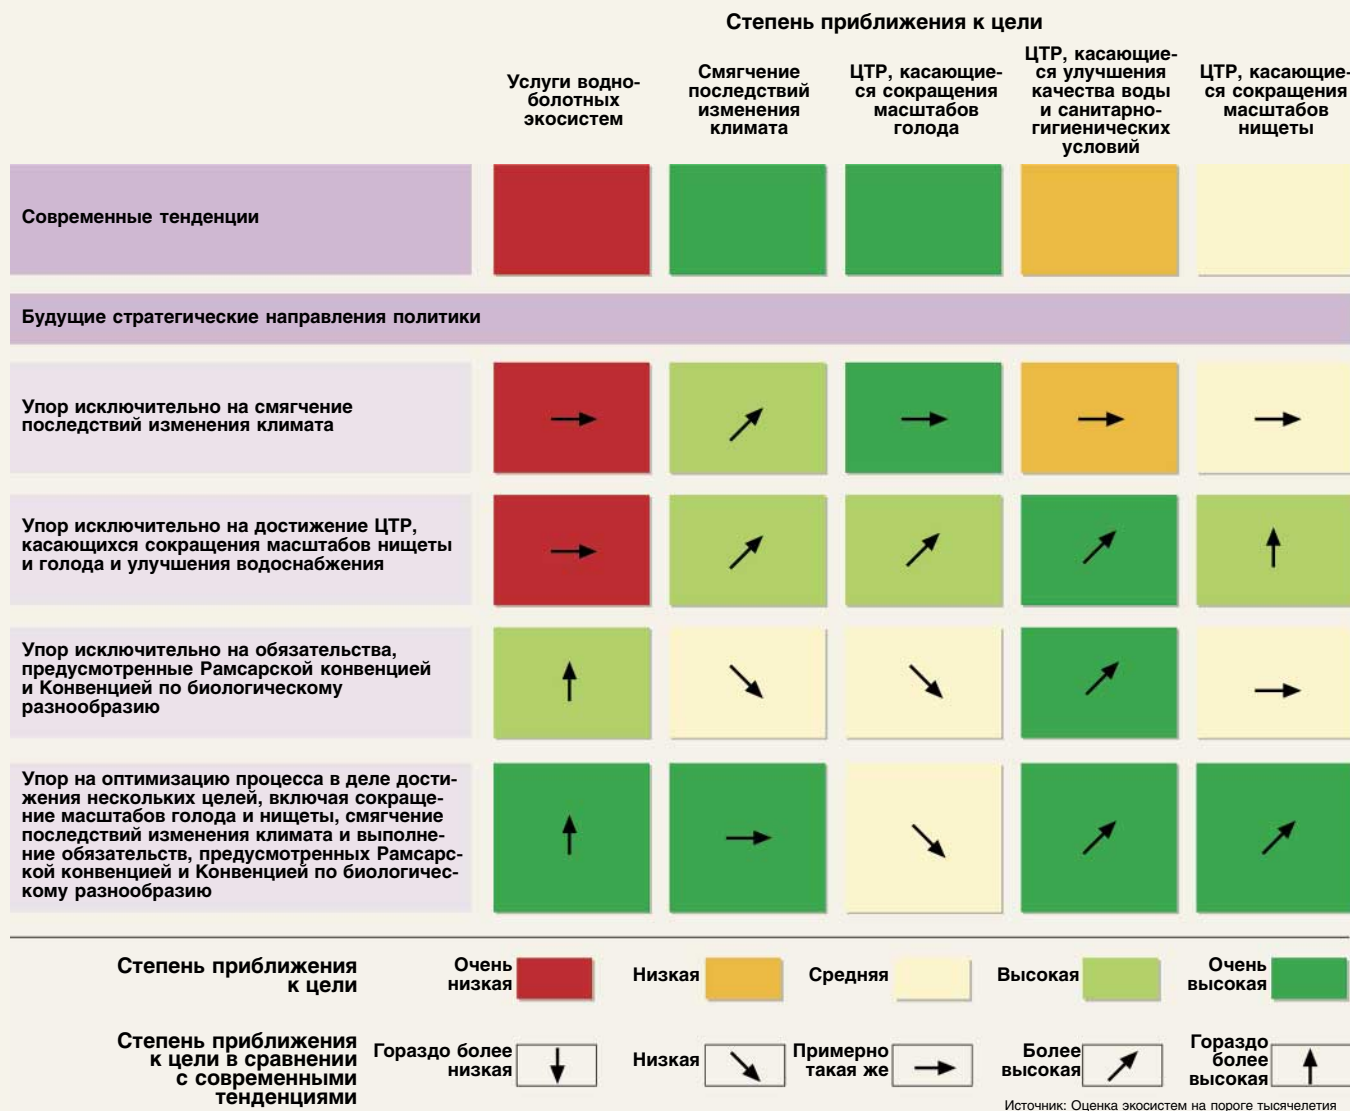 Степень приближения к цели
Услуги водно-
болотных
экосистем
Смягчение
последствий
изменения
климата
ЦТР, касающие-
ся сокращения
масштабов
голода
ЦТР, касающие-
ся улучшения
качества воды
и санитарно-
гигиенических
условий
ЦТР, касающие-
ся сокращения
масштабов
нищеты
Современные тенденции
Будущие стратегические направления политики
Упор исключительно на смягчение
последствий изменения климата
Упор исключительно на достижение ЦТР,
касающихся сокращения масштабов нищеты
и голода и улучшения водоснабжения
Упор исключительно на обязательства,
предусмотренные Рамсарской конвенцией
и Конвенцией по биологическому
разнообразию
Упор на оптимизацию процесса в деле дости-
жения нескольких целей, включая сокраще-
ние масштабов голода и нищеты, смягчение
последствий изменения климата и выполне-
ние обязательств, предусмотренных Рамсарс-
кой конвенцией и Конвенцией по биологичес-
кому разнообразию
Степень приближения
к цели
Очень
низкая
Низкая
Средняя
Высокая
Очень
высокая
Степень приближения
к цели в сравнении
с современными
тенденциями
Гораздо более
низкая
Низкая
Примерно
такая же
Более
высокая
Гораздо
более
высокая
Источник: Оценка экосистем на пороге тысячелетия